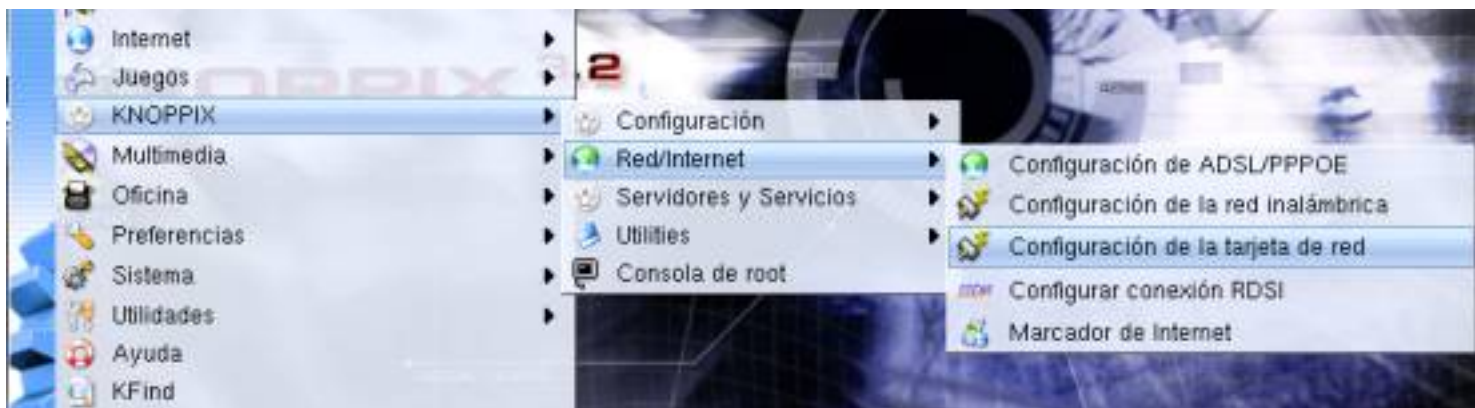 Internet
Juegos
KNOPPIX
Multimedia
Oficina
Preferencias
Sistema
Utilidades
Ayuda
KFind
OPPIX
.2
Configuración
Red/Internet
Servidores y Servicios
Utilities
Consola de root
Configuración de ADSL/PPPOE
Configuración de la red inalámbrica
Configuración de la tarjeta de red
Configurar conexión RDSI
Marcador de Internet